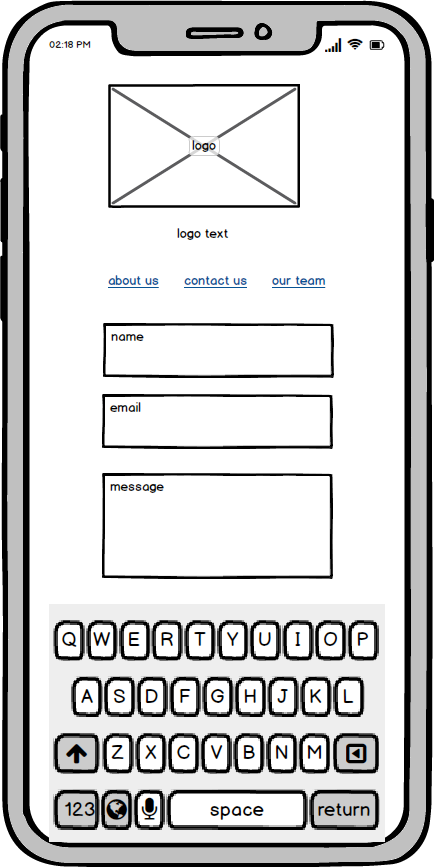 02:18 PM
logo
logo text
about us contact us our team
name
email
message
Q W E R T Y U I O P
A S D F G H J K L
Z X C V B N M
123 space return